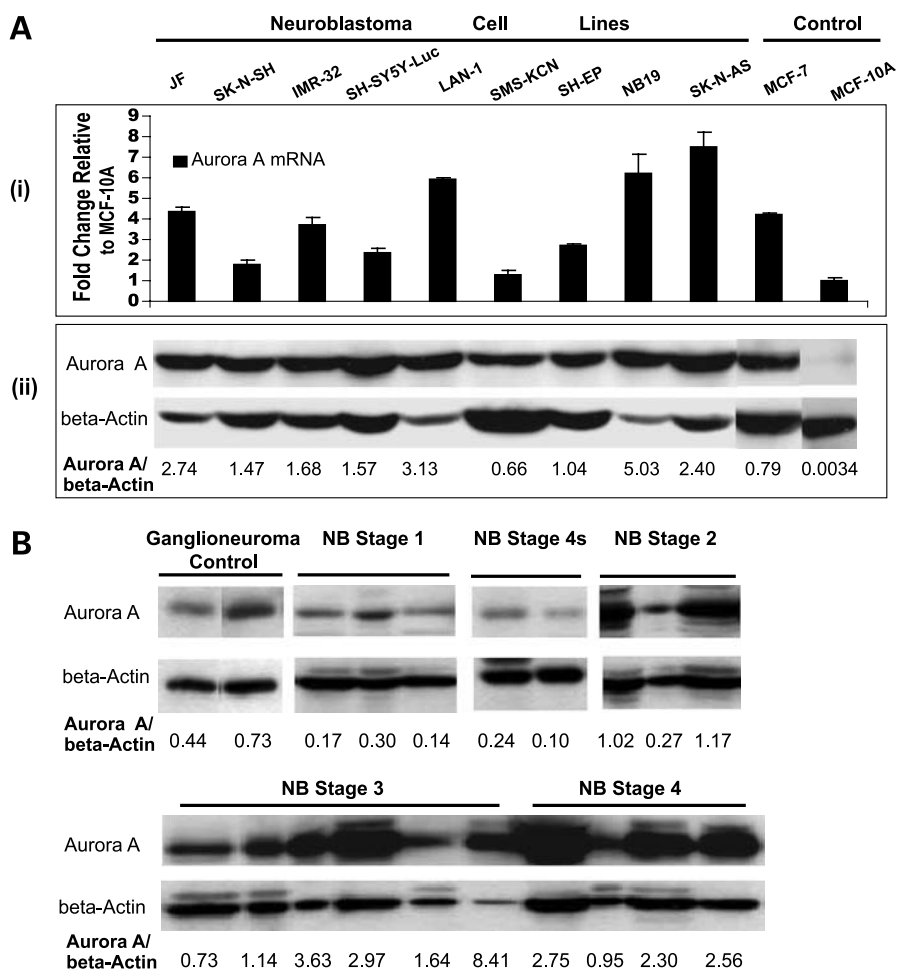 A
Neuroblastoma Cell Lines Control
JF SK-N-SH IMR-32 SH-SY5Y-Luc LAN-1 SMS-KCN SH-EP NB19 SK-N-AS MCF-7 MCF-10A
(i)
Fold Change Relative
to MCF-10A
9
8
7
6
5
4
3
2
1
0
Aurora A mRNA
(ii)
Aurora A
beta-Actin
Aurora A/
beta-Actin
2.74 1.47 1.68 1.57 3.13 0.66 1.04 5.03 2.40 0.79 0.0034
B
Ganglioneuroma
Control
NB Stage 1 NB Stage 4s NB Stage 2
Aurora A
beta-Actin
Aurora A/
beta-Actin
0.44 0.73 0.17 0.30 0.14 0.24 0.10 1.02 0.27 1.17
NB Stage 3 NB Stage 4
Aurora A
beta-Actin
Aurora A/
beta-Actin
0.73 1.14 3.63 2.97 1.64 8.41 2.75 0.95 2.30 2.56